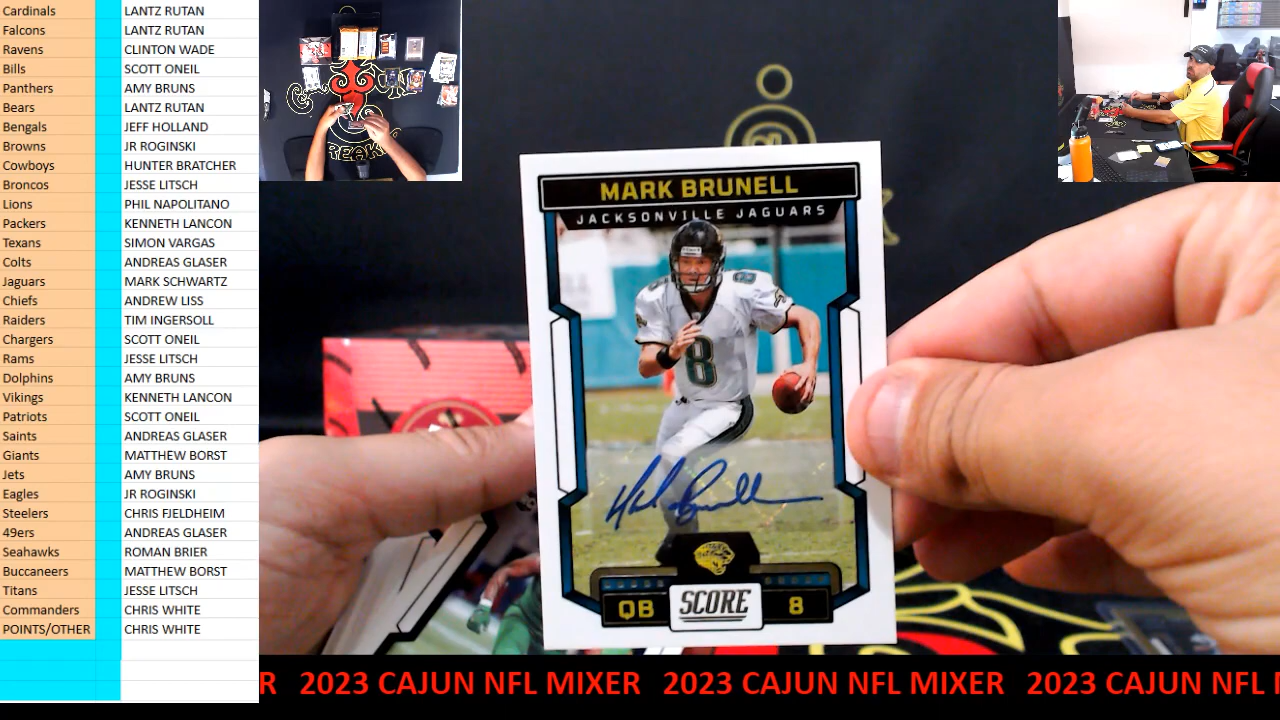 Cardinals LANTZ RUTAN
Falcons LANTZ RUTAN
Ravens CLINTON WADE
Bills SCOTT ONEIL
Panthers AMY BRUNS
Bears LANTZ RUTAN
Bengals JEFF HOLLAND
Browns JR ROGINSKI
Cowboys HUNTER BRATCHER
Broncos JESSE LITSCH
Lions PHIL NAPOLITANO
Packers KENNETH LANCON
Texans SIMON VARGAS
Colts ANDREAS GLASER
Jaguars MARK SCHWARTZ
Chiefs ANDREW LISS
Raiders TIM INGERSOLL
Chargers SCOTT ONEIL
Rams JESSE LITSCH
Dolphins AMY BRUNS
Vikings KENNETH LANCON
Patriots SCOTT ONEIL
Saints ANDREAS GLASER
Giants MATTHEW BORST
Jets AMY BRUNS
Eagles JR ROGINSKI
Steelers CHRIS FJELDHEIM
49ers ANDREAS GLASER
Seahawks ROMAN BRIER
Buccaneers MATTHEW BORST
Titans JESSE LITSCH
Commanders CHRIS WHITE
POINTS/OTHER CHRIS WHITE
MARK BRUNELL
JACKSONVILLE JAGUARS
8
8
Mark Brunell
QB SCORE 8
R 2023 CAJUN NFL MIXER 2023 CAJUN NFL MIXER 2023 CAJUN NFL